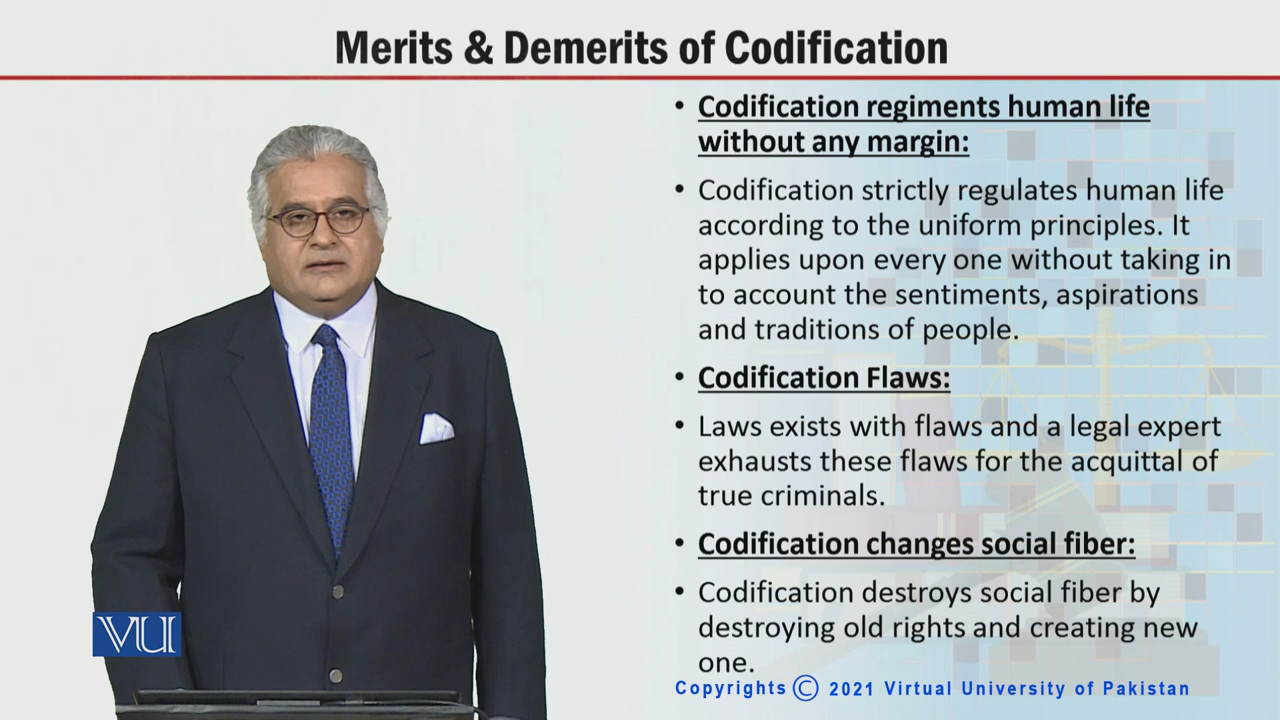 Merits & Demerits of Codification
• Codification regiments human life
without any margin:
• Codification strictly regulates human life
according to the uniform principles. It
applies upon every one without taking in
to account the sentiments, aspirations
and traditions of people.
• Codification Flaws:
• Laws exists with flaws and a legal expert
exhausts these flaws for the acquittal of
true criminals.
• Codification changes social fiber:
• Codification destroys social fiber by
destroying old rights and creating new
one.
VU
Copyrights © 2021 Virtual University of Pakistan